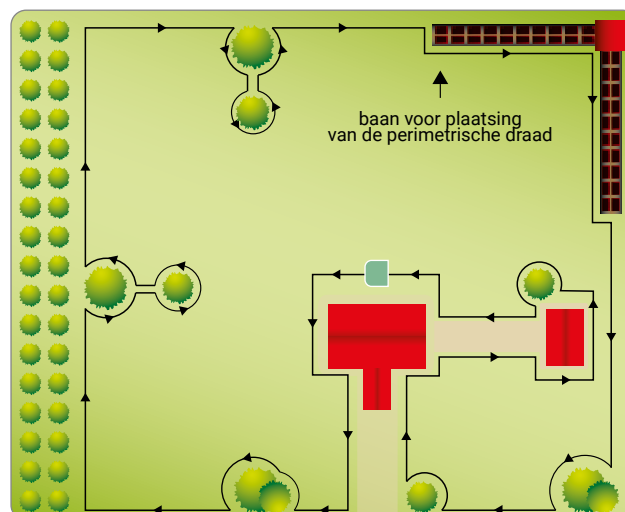 baan voor plaatsing
van de perimetrische draad